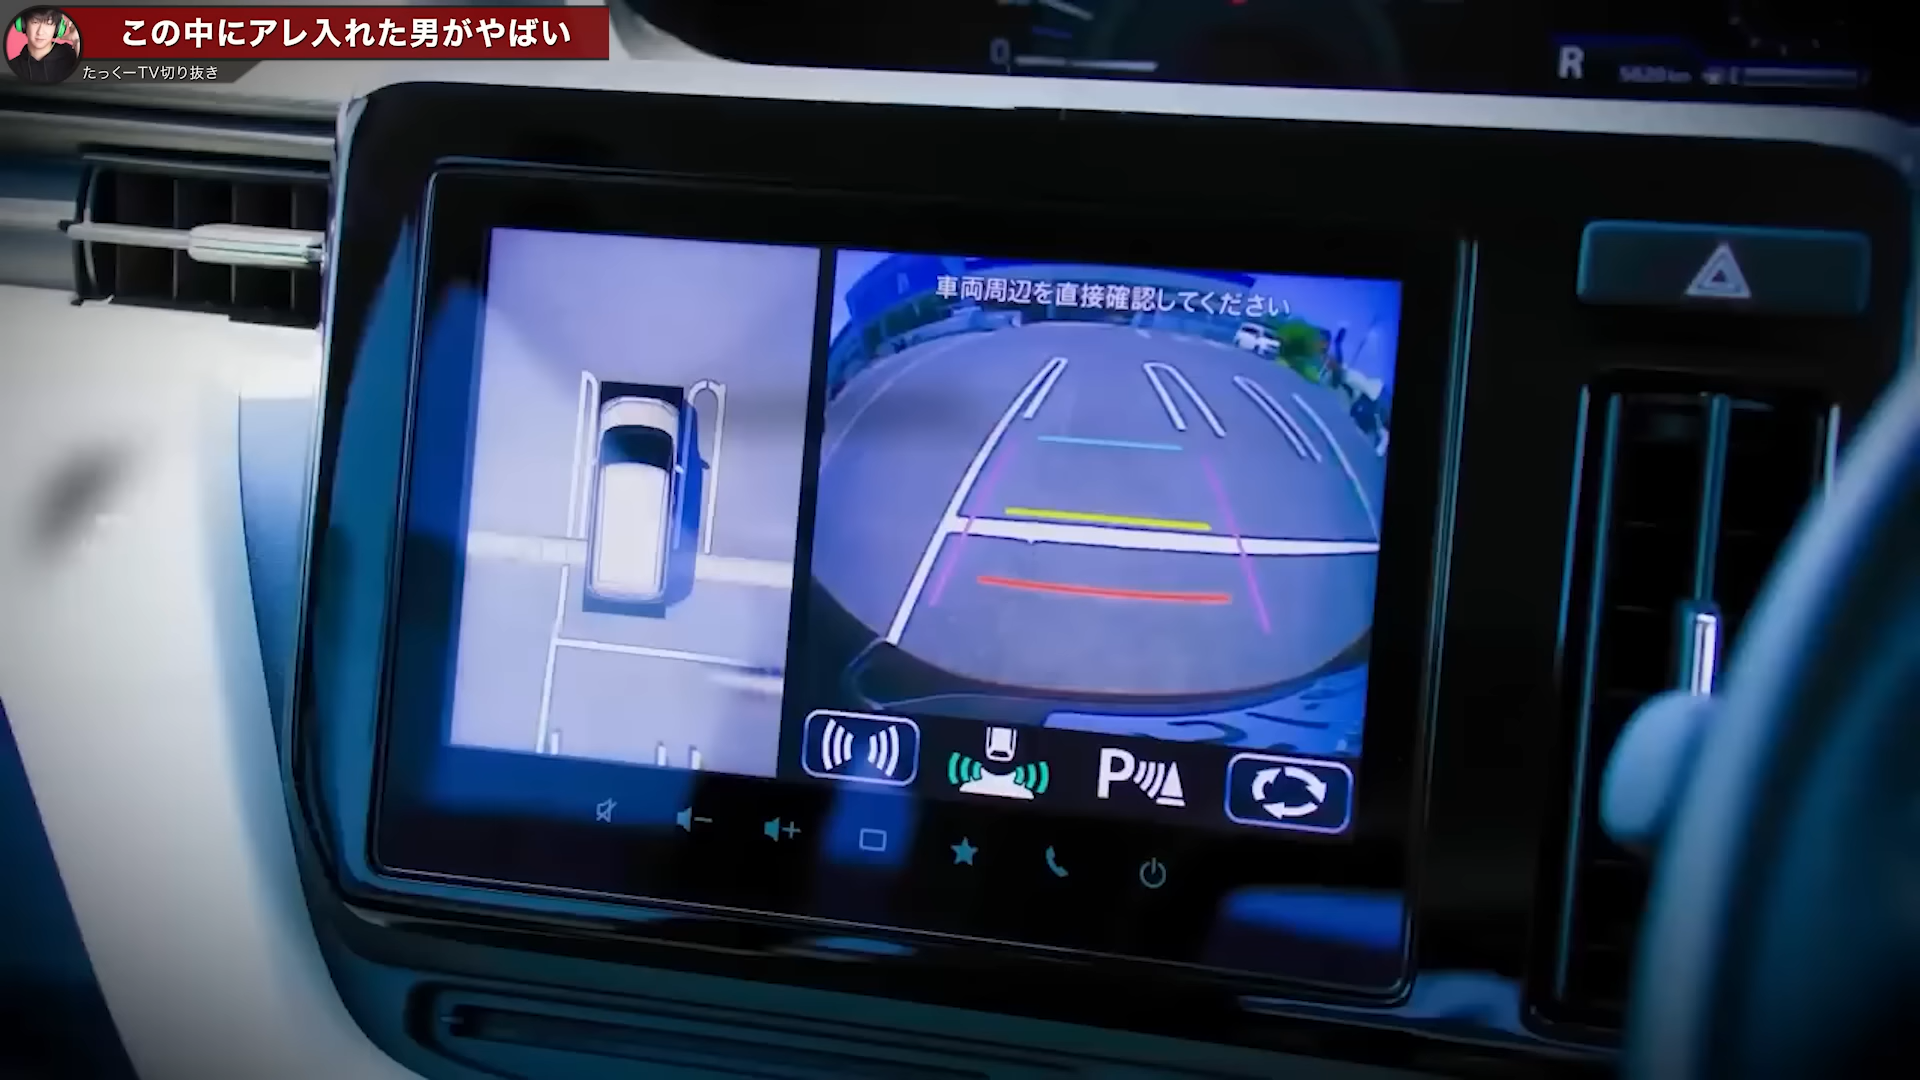 この中にアレ入れた男がやばい
たっくーTV切り抜き
0
R
車両周辺を直接確認してください
P